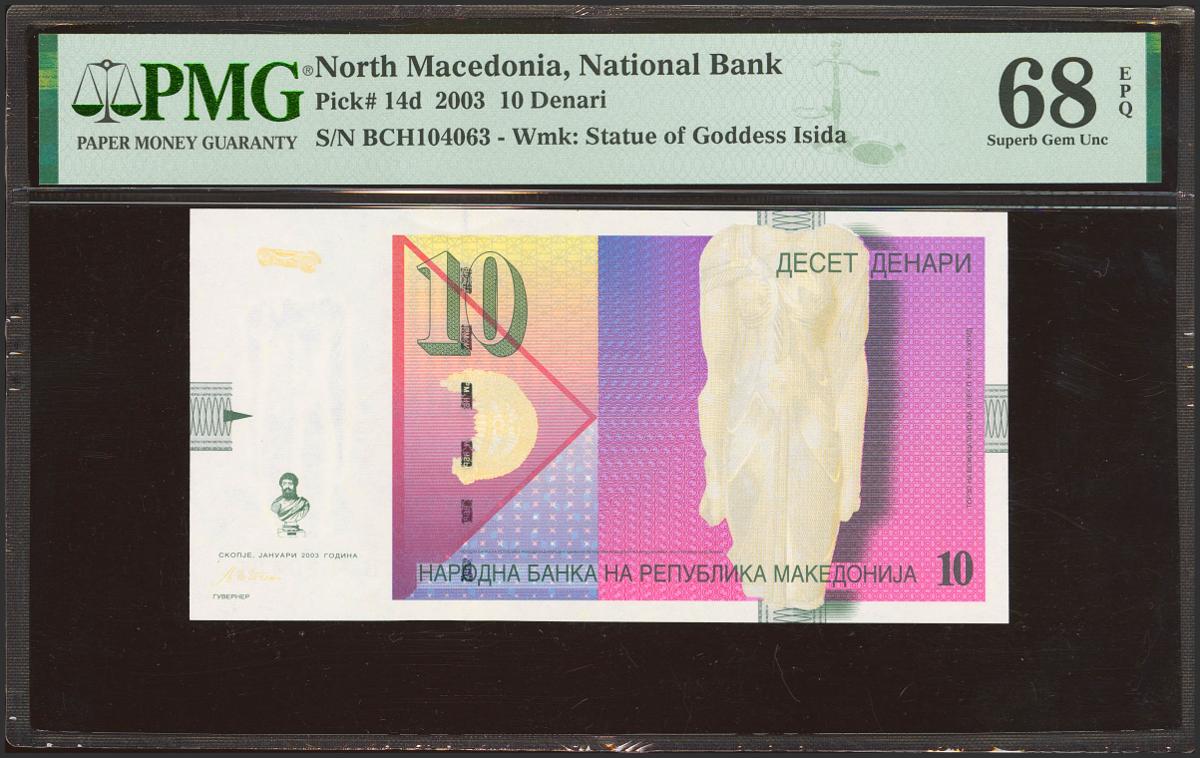 PMG®
PAPER MONEY GUARANTY
North Macedonia, National Bank
Pick# 14d 2003 10 Denari
S/N BCH104063 - Wmk: Statue of Goddess Isida
68
EPQ
Superb Gem Unc
10
ДЕСЕТ ДЕНАРИ
СКОПЈЕ, ЈАНУАРИ 2003 ГОДИНА
ГУВЕРНЕР
НАРОДНА БАНКА НА РЕПУБЛИКА МАКЕДОНИЈА
10